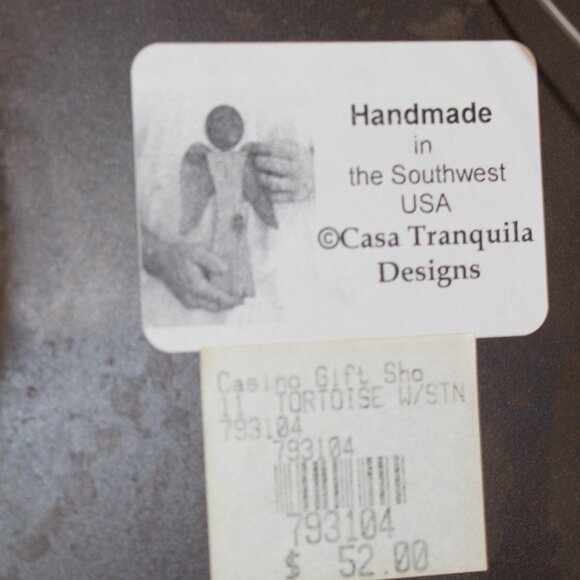 Handmade
in
the Southwest
USA
©Casa Tranquila
Designs
Casino Gift Sho
11 TORTOISE W/STN
793104
793104
793104
52.00